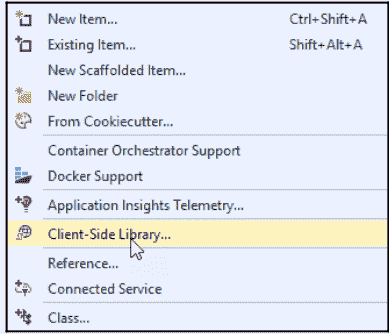 New Item... Ctrl+Shift+A
Existing Item... Shift+Alt+A
New Scaffolded Item...
New Folder
From Cookiecutter...
Container Orchestrator Support
Docker Support
Application Insights Telemetry...
Client-Side Library...
Reference...
Connected Service
Class...